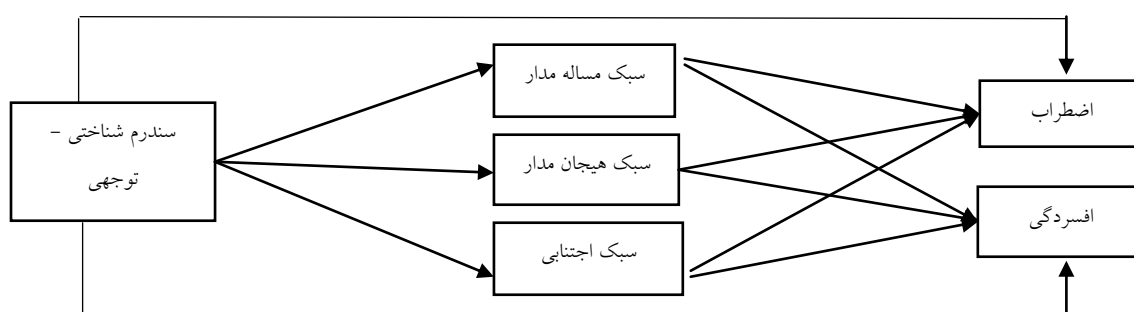 سبک مساله مدار
اضطراب
سندرم شناختی –
توجهی
سبک هیجان مدار
افسردگی
سبک اجتنابی